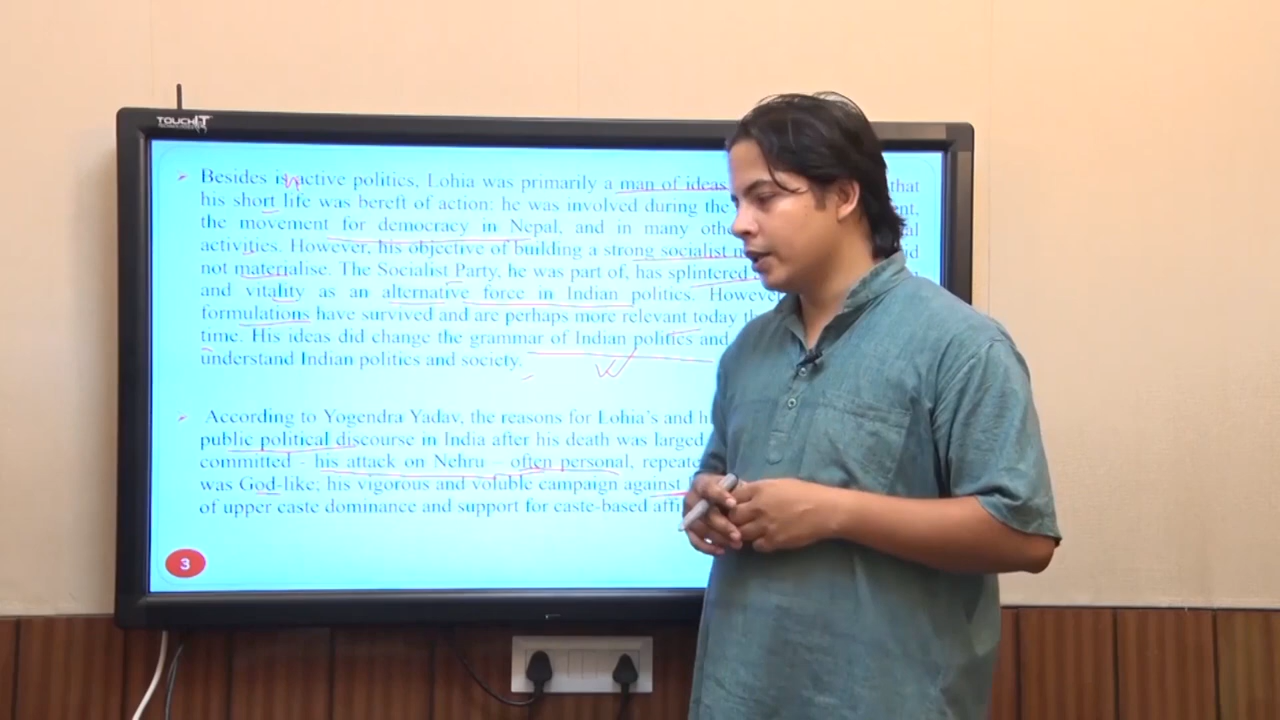 TOUCHIT
Besides is active politics, Lohia was primarily a man of ideas that
his short life was bereft of action: he was involved during the
the movement for democracy in Nepal, and in many
activities. However, his objective of building a strong socialist
not materialise. The Socialist Party, he was part of, has splintered
and vitality as an alternative force in Indian politics. However
formulations have survived and are perhaps more relevant today
time. His ideas did change the grammar of Indian politics and
understand Indian politics and society.
According to Yogendra Yadav, the reasons for Lohia's and
public political discourse in India after his death was
committed - his attack on Nehru – often personal,
was God-like; his vigorous and voluble campaign against
of upper caste dominance and support for caste-based
3